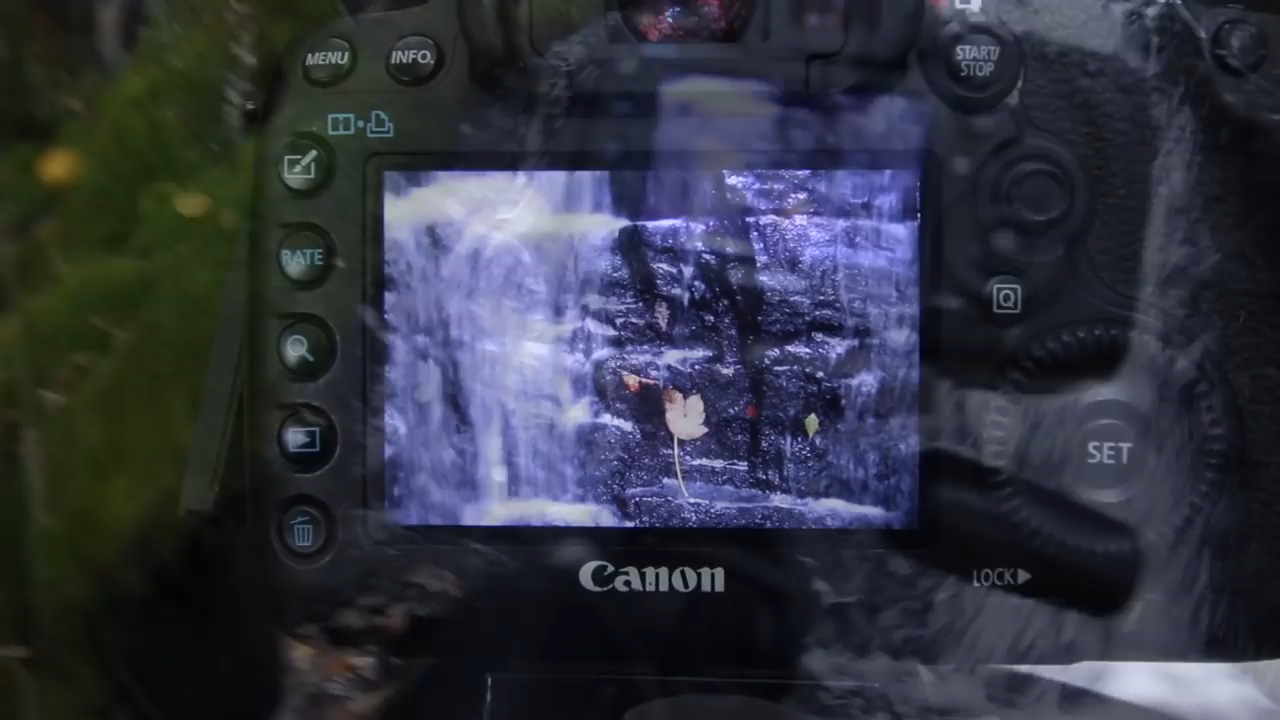 MENU
INFO.
START/
STOP
RATE
Q
SET
Canon
LOCK